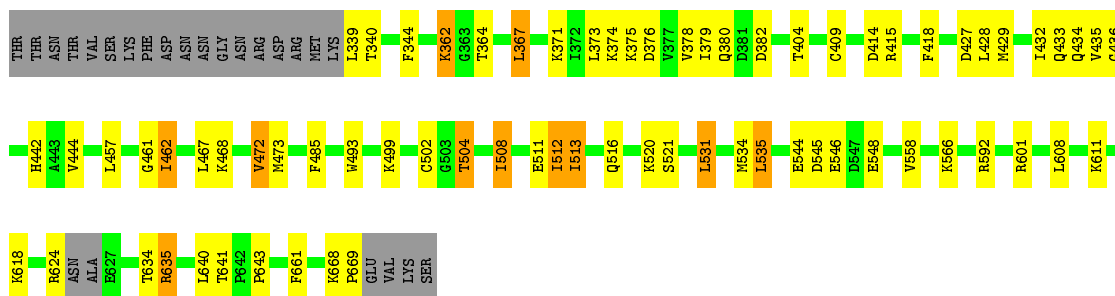 THR THR ASN THR VAL SER LYS PHE ASP ASN ASN GLY ASN ARG ASP ARG MET LYS L339 T340 F344 K362 G363 T364 L367 K371 I372 L373 K374 K375 D376 V377 V378 I379 Q380 D381 D382 T404 C409 D414 R415 F418 D427 L428 M429 I432 Q433 Q434 V435
H442 A443 V444 L457 G461 I462 L467 K468 V472 M473 F485 W493 K499 C502 G503 T504 I508 E511 I512 I513 Q516 K520 S521 L531 M534 L535 E544 D545 E546 D547 E548 V558 K566 R592 R601 L608 K611
K618 R624 ASN ALA E627 T634 R635 L640 T641 P642 P643 F661 K668 P669 GLU VAL LYS SER